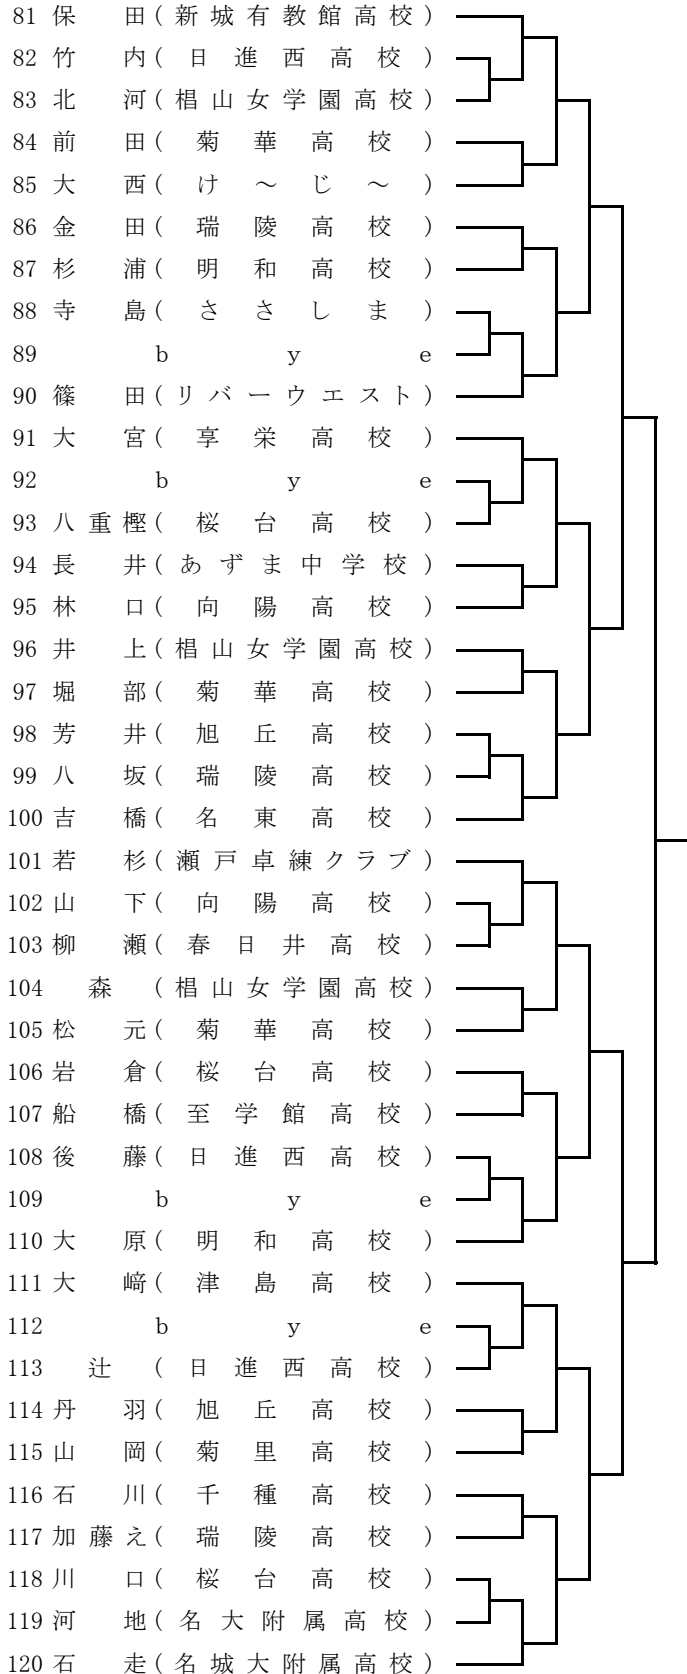 81 保田(新城有教館高校)
82 竹内(日進西高校)
83 北河(椙山女学園高校)
84 前田(菊華高校)
85 大西(け～じ～)
86 金田(瑞陵高校)
87 杉浦(明和高校)
88 寺島(ささしま)
89 bye
90 篠田(リバーウエスト)
91 大宮(享栄高校)
92 bye
93 八重樫(桜台高校)
94 長井(あずま中学校)
95 林口(向陽高校)
96 井上(椙山女学園高校)
97 堀部(菊華高校)
98 芳井(旭丘高校)
99 八坂(瑞陵高校)
100 吉橋(名東高校)
101 若杉(瀬戸卓練クラブ)
102 山下(向陽高校)
103 柳瀬(春日井高校)
104 森(椙山女学園高校)
105 松元(菊華高校)
106 岩倉(桜台高校)
107 船橋(至学館高校)
108 後藤(日進西高校)
109 bye
110 大原(明和高校)
111 大﨑(津島高校)
112 bye
113 辻(日進西高校)
114 丹羽(旭丘高校)
115 山岡(菊里高校)
116 石川(千種高校)
117 加藤え(瑞陵高校)
118 川口(桜台高校)
119 河地(名大附属高校)
120 石走(名城大附属高校)